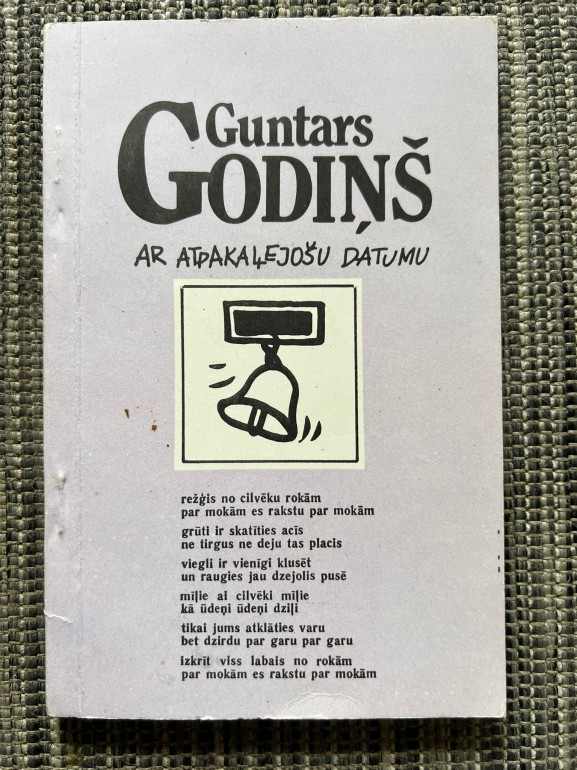 Guntars
GODIŅŠ
AR ATPAKAĻEJOŠU DATUMU
režģis no cilvēku rokām
par mokām es rakstu par mokām
grūti ir skatīties acīs
ne tirgus ne deju tas placis
viegli ir vienīgi klusēt
un raugies jau dzejolis pusē
mīļie ai cilvēki mīļie
kā ūdeņi ūdeņi dziļi
tikai jums atklāties varu
bet dzirdu par garu par garu
izkrīt viss labais no rokām
par mokām es rakstu par mokām